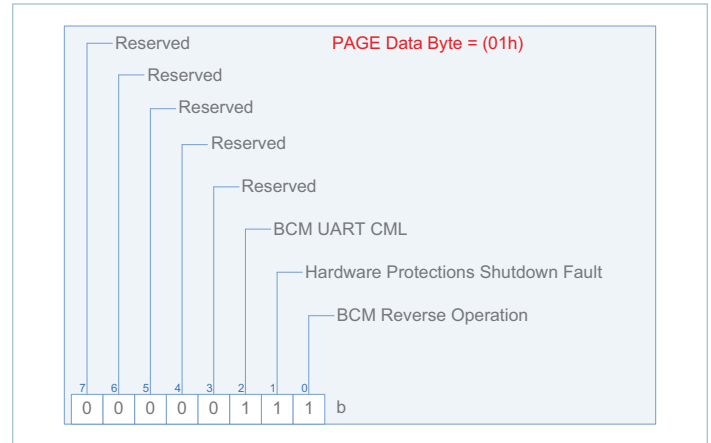 Reserved PAGE Data Byte = (01h)
Reserved
Reserved
Reserved
Reserved
BCM UART CML
Hardware Protections Shutdown Fault
BCM Reverse Operation
7 6 5 4 3 2 1 0
0 0 0 0 0 1 1 1 b